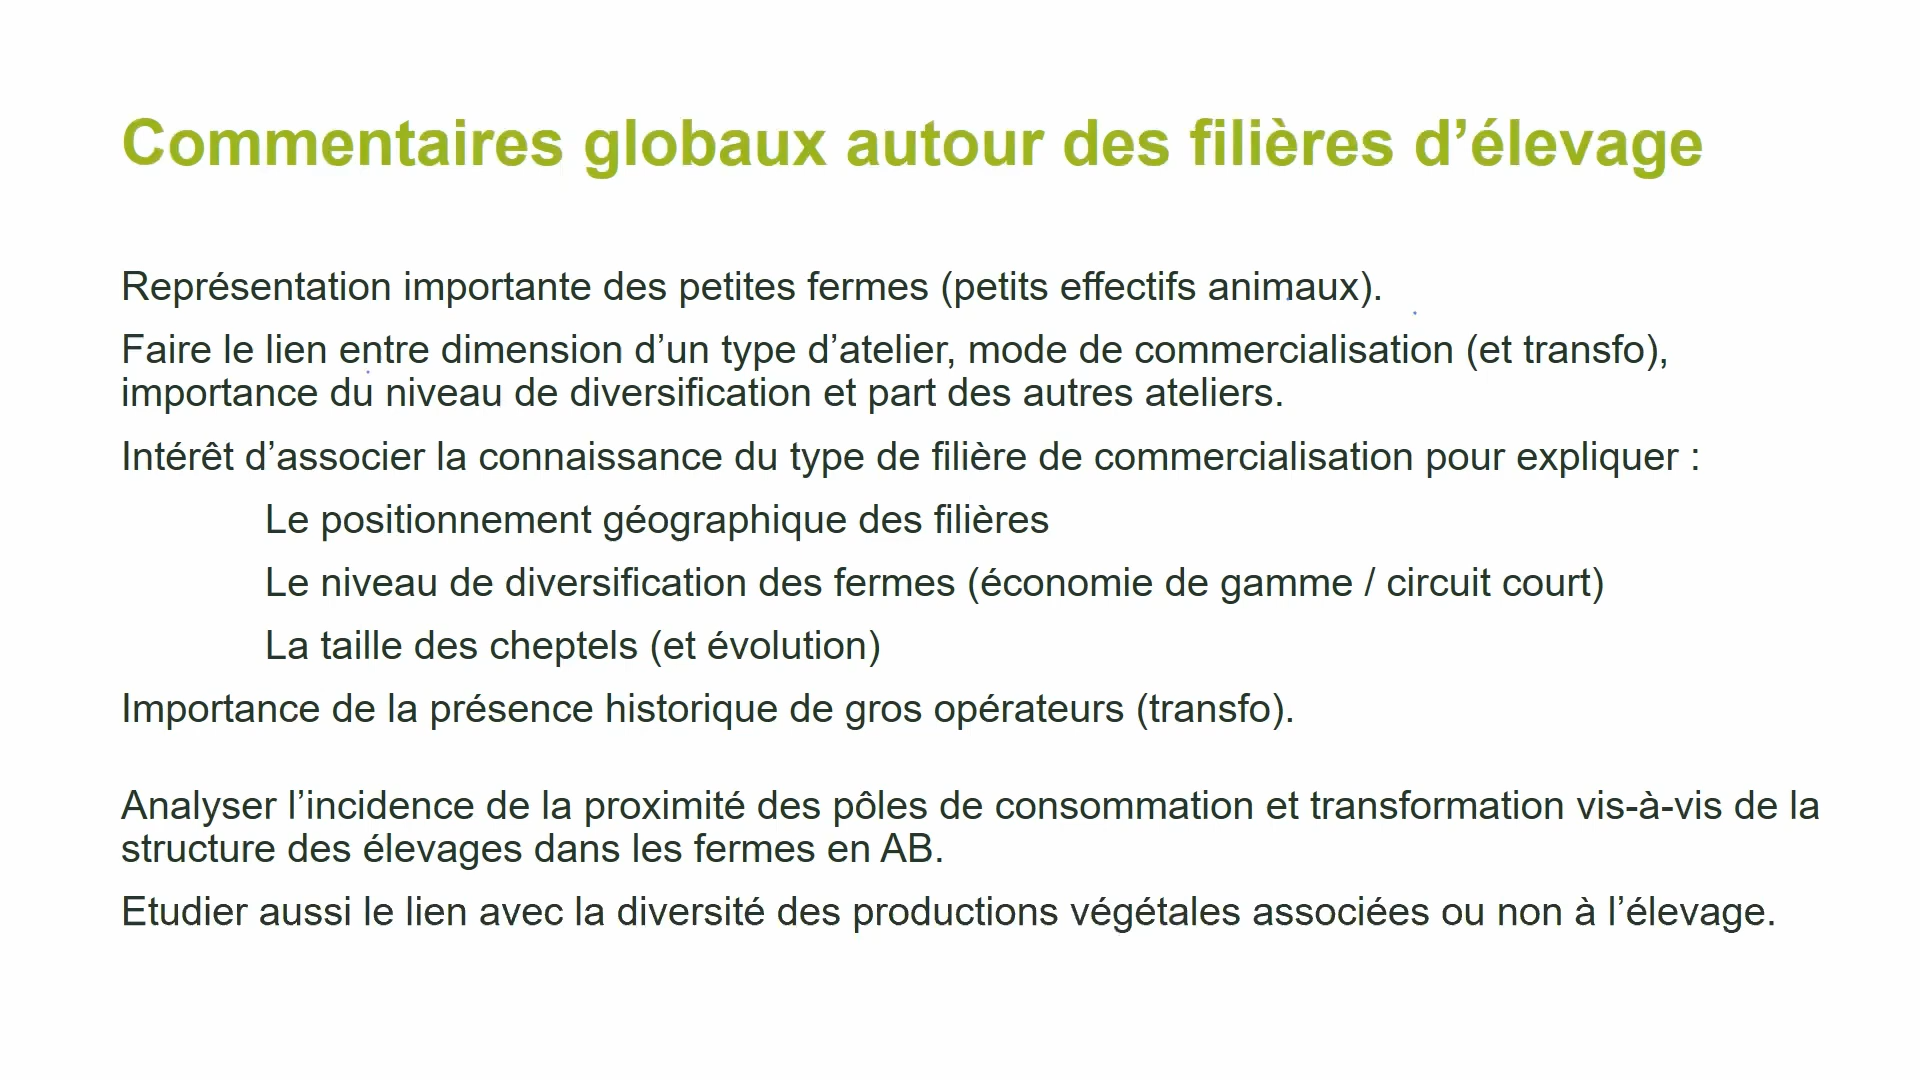 Commentaires globaux autour des filières d’élevage
Représentation importante des petites fermes (petits effectifs animaux).
Faire le lien entre dimension d’un type d’atelier, mode de commercialisation (et transfo),
importance du niveau de diversification et part des autres ateliers.
Intérêt d’associer la connaissance du type de filière de commercialisation pour expliquer :
Le positionnement géographique des filières
Le niveau de diversification des fermes (économie de gamme / circuit court)
La taille des cheptels (et évolution)
Importance de la présence historique de gros opérateurs (transfo).
Analyser l’incidence de la proximité des pôles de consommation et transformation vis-à-vis de la
structure des élevages dans les fermes en AB.
Etudier aussi le lien avec la diversité des productions végétales associées ou non à l’élevage.